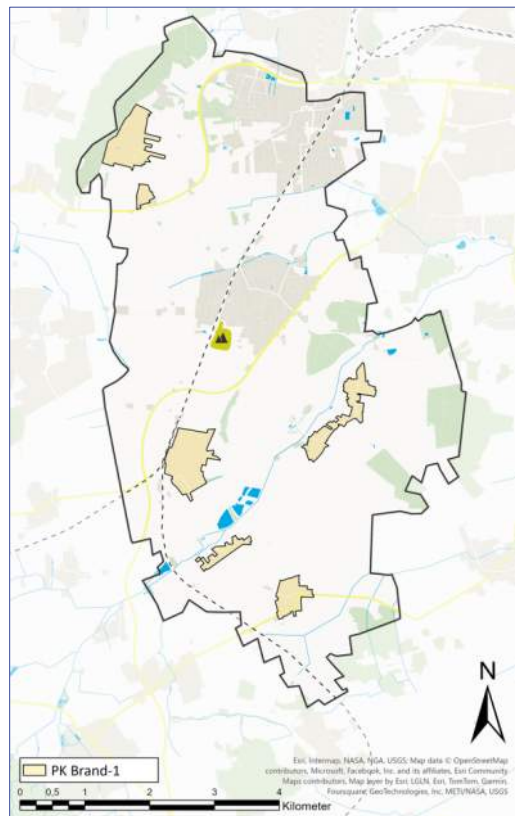 N
PK Brand-1
Esri, Intermap, NASA, NGA, USGS; Map data © OpenStreetMap
contributors, Microsoft, Facebook, Inc. and its affiliates, Esri Community
Maps contributors, Map layer by Esri; LGLN, Esri, TomTom, Garmin,
Foursquare, GeoTechnologies, Inc, METI/NASA, USGS
0 0,5 1 2 3 4
Kilometer